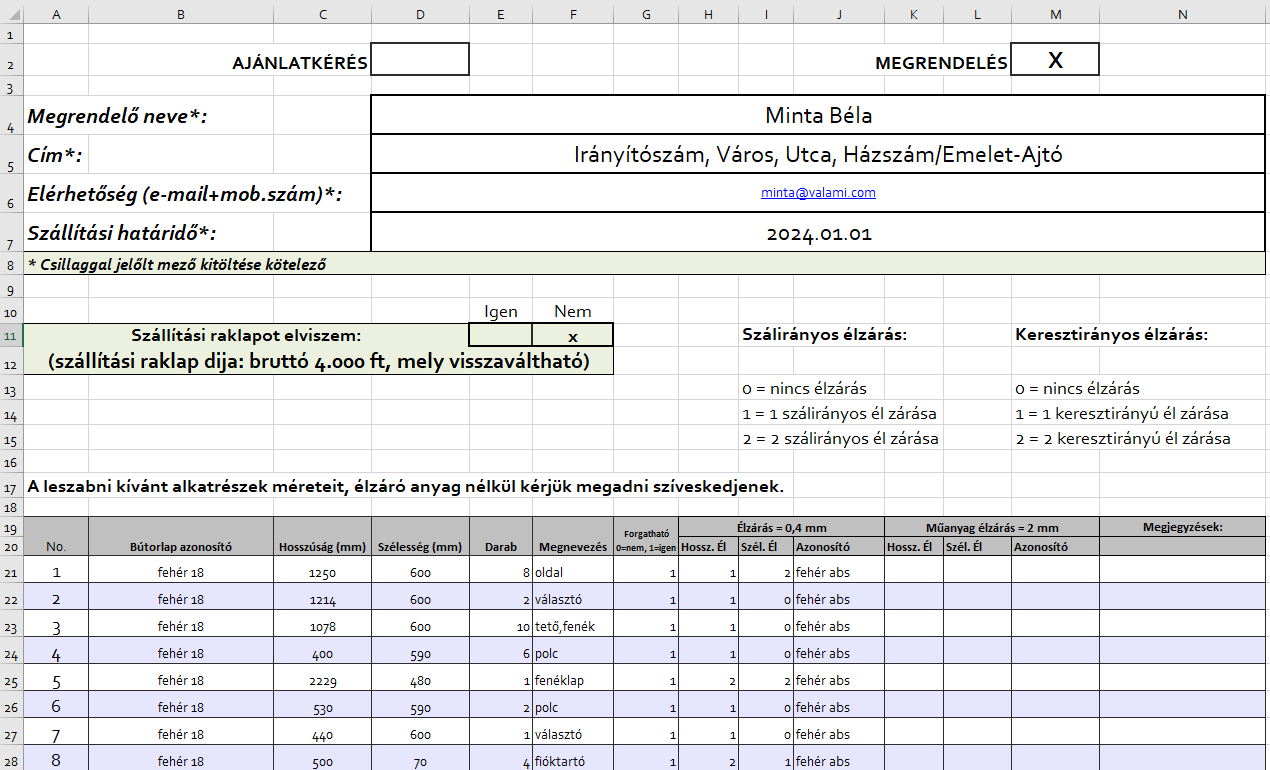 A B C D E F G H I J K L M N
1
2 AJÁNLATKÉRÉS MEGRENDELÉS X
3
4 Megrendelő neve*: Minta Béla
5 Cím*: Irányítószám, Város, Utca, Házszám/Emelet-Ajtó
6 Elérhetőség (e-mail+mob.szám)*: minta@valami.com
7 Szállítási határidő*: 2024.01.01
8 * Csillaggal jelőlt mező kitöltése kötelező
9
10 Igen Nem
11 Szállítási raklapot elviszem: x Szálirányos élzárás: Keresztirányos élzárás:
12 (szállítási raklap dija: bruttó 4.000 ft, mely visszaváltható)
13 0 = nincs élzárás 0 = nincs élzárás
14 1 = 1 szálirányos él zárása 1 = 1 keresztirányú él zárása
15 2 = 2 szálirányos él zárása 2 = 2 keresztirányú él zárása
16
17 A leszabni kívánt alkatrészek méreteit, élzáró anyag nélkül kérjük megadni szíveskedjenek.
18
19 Forgatható Élzárás = 0,4 mm Műanyag élzárás = 2 mm Megjegyzések:
20 No. Bútorlap azonosító Hosszúság (mm) Szélesség (mm) Darab Megnevezés 0=nem, 1=igen Hossz. Él Szél. Él Azonosító Hossz. Él Szél. Él Azonosító
21 1 fehér 18 1250 600 8 oldal 1 1 2 fehér abs
22 2 fehér 18 1214 600 2 választó 1 1 0 fehér abs
23 3 fehér 18 1078 600 10 tető,fenék 1 1 0 fehér abs
24 4 fehér 18 400 590 6 polc 1 1 0 fehér abs
25 5 fehér 18 2229 480 1 fenéklap 1 2 2 fehér abs
26 6 fehér 18 530 590 2 polc 1 1 0 fehér abs
27 7 fehér 18 440 600 1 választó 1 1 0 fehér abs
28 8 fehér 18 500 70 4 fióktartó 1 2 1 fehér abs